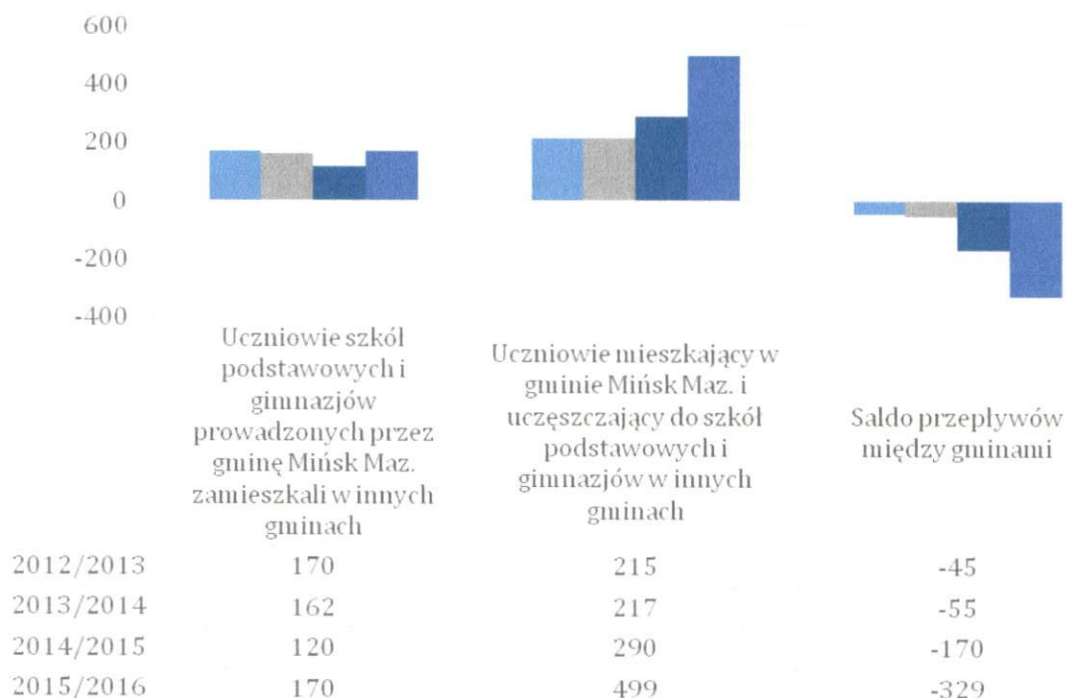 600
400
200
0
-200
-400
Uczniowie szkół
podstawowych i
gimnazjów
prowadzonych przez
gminę Mińsk Maz.
zamieszkali w innych
gminach
Uczniowie mieszkający w
gminie Mińsk Maz. i
uczęszczający do szkół
podstawowych i
gimnazjów w innych
gminach
Saldo przepływów
między gminami
2012/2013 170 215 -45
2013/2014 162 217 -55
2014/2015 120 290 -170
2015/2016 170 499 -329